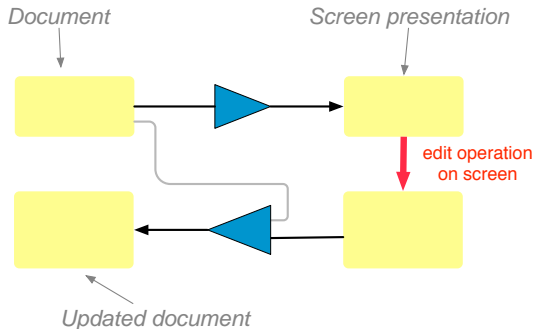 Document
Screen presentation
edit operation
on screen
Updated document